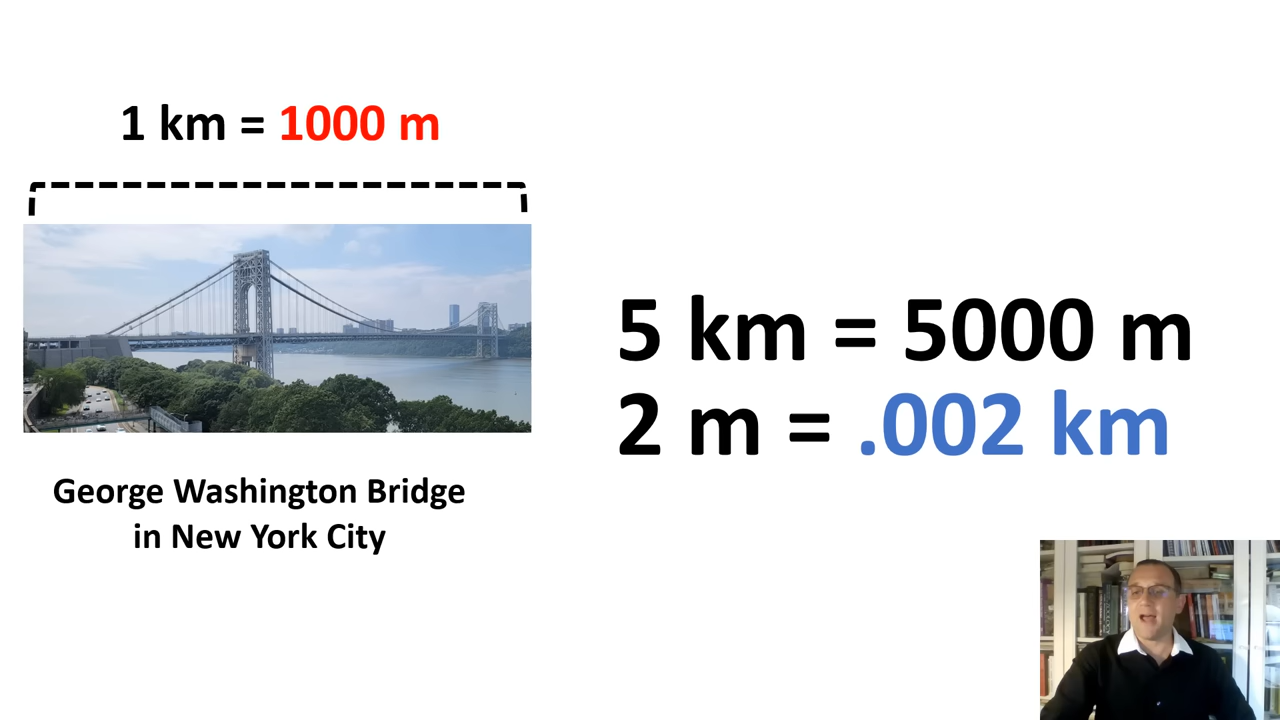 1 km = 1000 m
George Washington Bridge
in New York City
5 km = 5000 m
2 m = .002 km